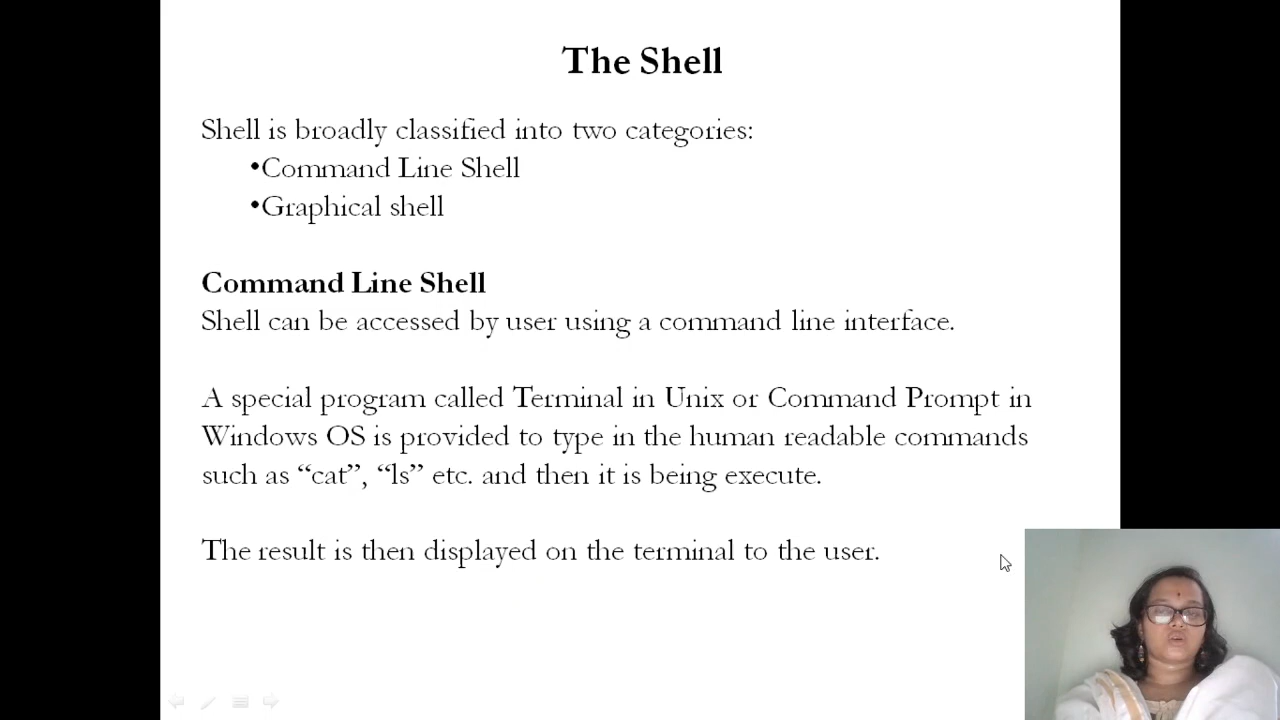 The Shell
Shell is broadly classified into two categories:
•Command Line Shell
•Graphical shell
Command Line Shell
Shell can be accessed by user using a command line interface.
A special program called Terminal in Unix or Command Prompt in
Windows OS is provided to type in the human readable commands
such as “cat”, “ls” etc. and then it is being execute.
The result is then displayed on the terminal to the user.